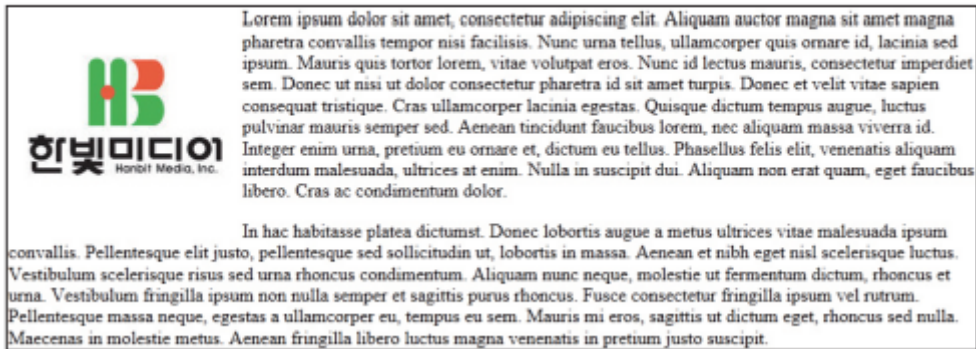 한빛미디어
Hanbit Media, Inc.
Lorem ipsum dolor sit amet, consectetur adipiscing elit. Aliquam auctor magna sit amet magna
pharetra convallis tempor nisi facilisis. Nunc urna tellus, ullamcorper quis ornare id, lacinia sed
ipsum. Mauris quis tortor lorem, vitae volutpat eros. Nunc id lectus mauris, consectetur imperdiet
sem. Donec ut nisi ut dolor consectetur pharetra id sit amet turpis. Donec et velit vitae sapien
consequat tristique. Cras ullamcorper lacinia egestas. Quisque dictum tempus augue, luctus
pulvinar mauris semper sed. Aenean tincidunt faucibus lorem, nec aliquam massa viverra id.
Integer enim urna, pretium eu ornare et, dictum eu tellus. Phasellus felis elit, venenatis aliquam
interdum malesuada, ultrices at enim. Nulla in suscipit dui. Aliquam non erat quam, eget faucibus
libero. Cras ac condimentum dolor.
In hac habitasse platea dictumst. Donec lobortis augue a metus ultrices vitae malesuada ipsum
convallis. Pellentesque elit justo, pellentesque sed sollicitudin ut, lobortis in massa. Aenean et nibh eget nisl scelerisque luctus.
Vestibulum scelerisque risus sed urna rhoncus condimentum. Aliquam nunc neque, molestie ut fermentum dictum, rhoncus et
urna. Vestibulum fringilla ipsum non nulla semper et sagittis purus rhoncus. Fusce consectetur fringilla ipsum vel rutrum.
Pellentesque massa neque, egestas a ullamcorper eu, tempus eu sem. Mauris mi eros, sagittis ut dictum eget, rhoncus sed nulla.
Maecenas in molestie metus. Aenean fringilla libero luctus magna venenatis in pretium justo suscipit.